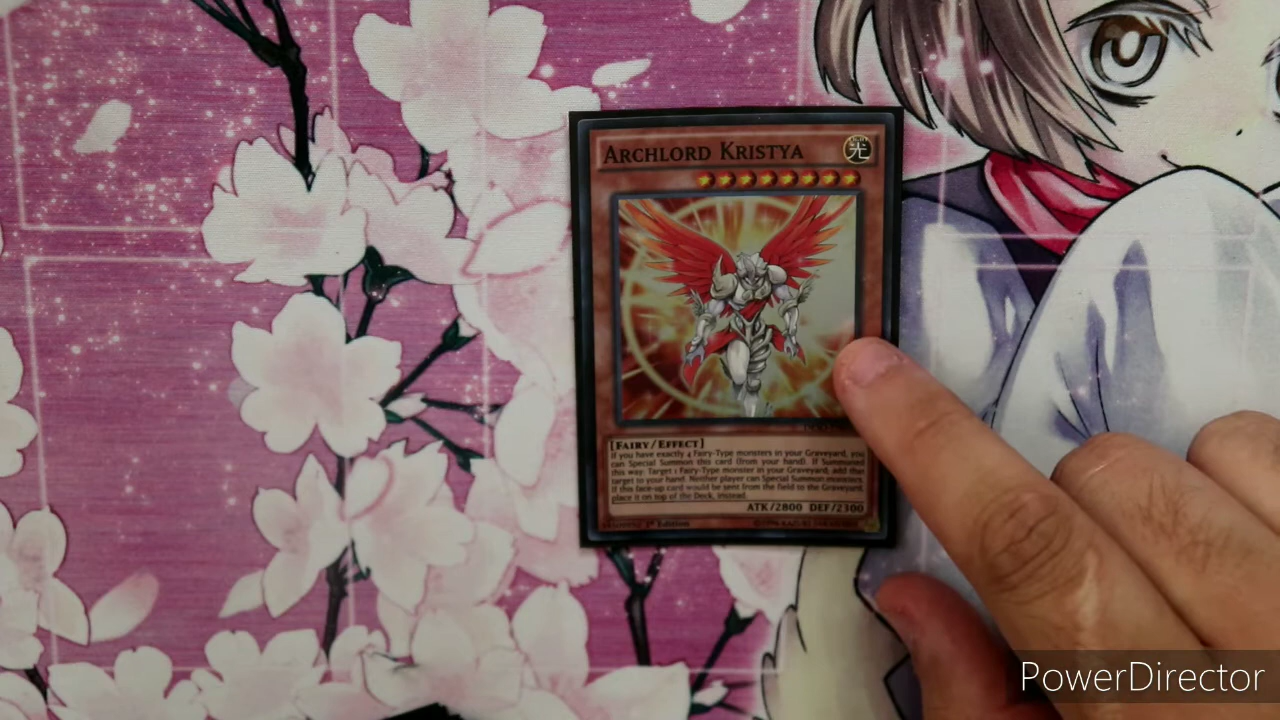 ARCHLORD KRISTYA
光
[FAIRY/EFFECT]
If you have exactly 4 Fairy-Type monsters in your Graveyard, you
can Special Summon this card (from your hand). If Summoned
this way: Target 1 Fairy-Type monster in your Graveyard; add that
target to your hand. Neither player can Special Summon monsters.
If this face-up card would be sent from the field to the Graveyard,
place it on top of the Deck, instead.
ATK/2800 DEF/2300
1st Edition
PowerDirector